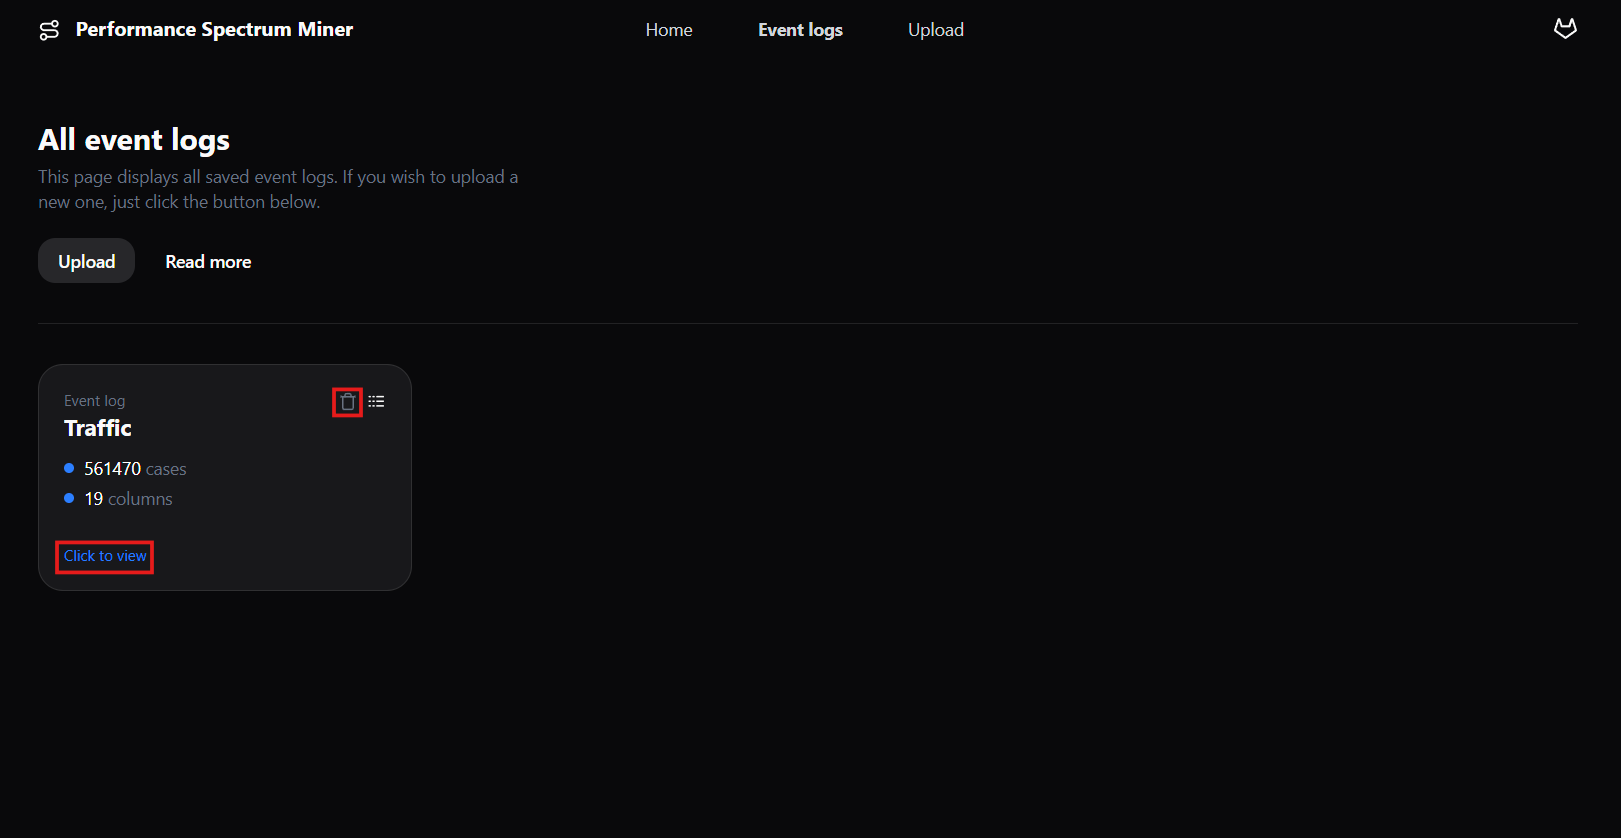 Performance Spectrum Miner
Home
Event logs
Upload
All event logs
This page displays all saved event logs. If you wish to upload a
new one, just click the button below.
Upload
Read more
Event log
Traffic
561470 cases
19 columns
Click to view